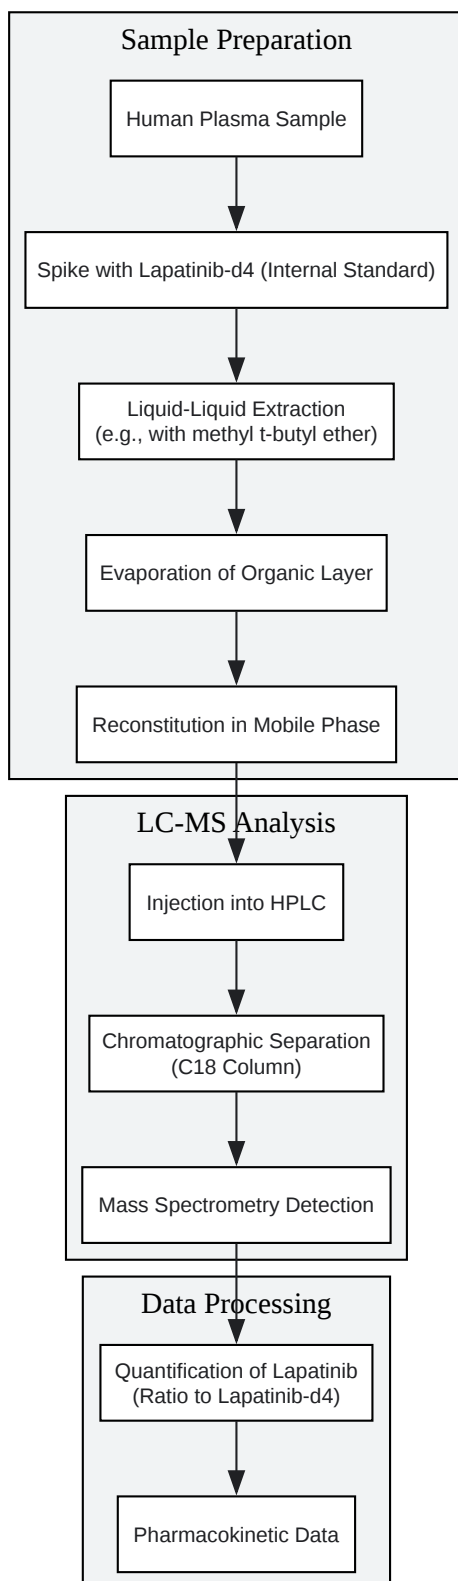 Sample Preparation
Human Plasma Sample
Spike with Lapatinib-d4 (Internal Standard)
Liquid-Liquid Extraction
(e.g., with methyl t-butyl ether)
Evaporation of Organic Layer
Reconstitution in Mobile Phase
LC-MS Analysis
Injection into HPLC
Chromatographic Separation
(C18 Column)
Mass Spectrometry Detection
Data Processing
Quantification of Lapatinib
(Ratio to Lapatinib-d4)
Pharmacokinetic Data